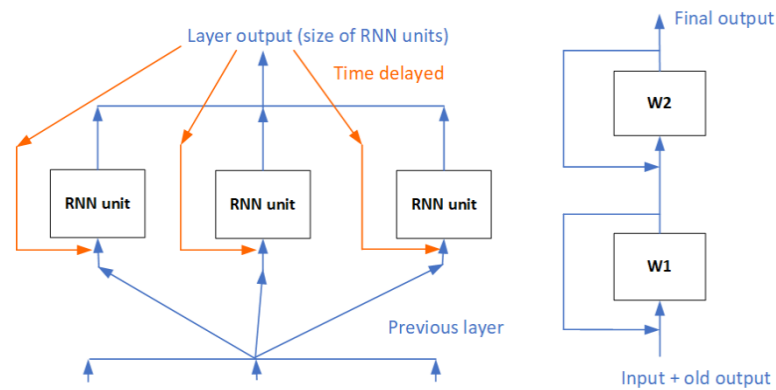 Layer output (size of RNN units)
Time delayed
RNN unit
RNN unit
RNN unit
Previous layer
Final output
W2
W1
Input + old output